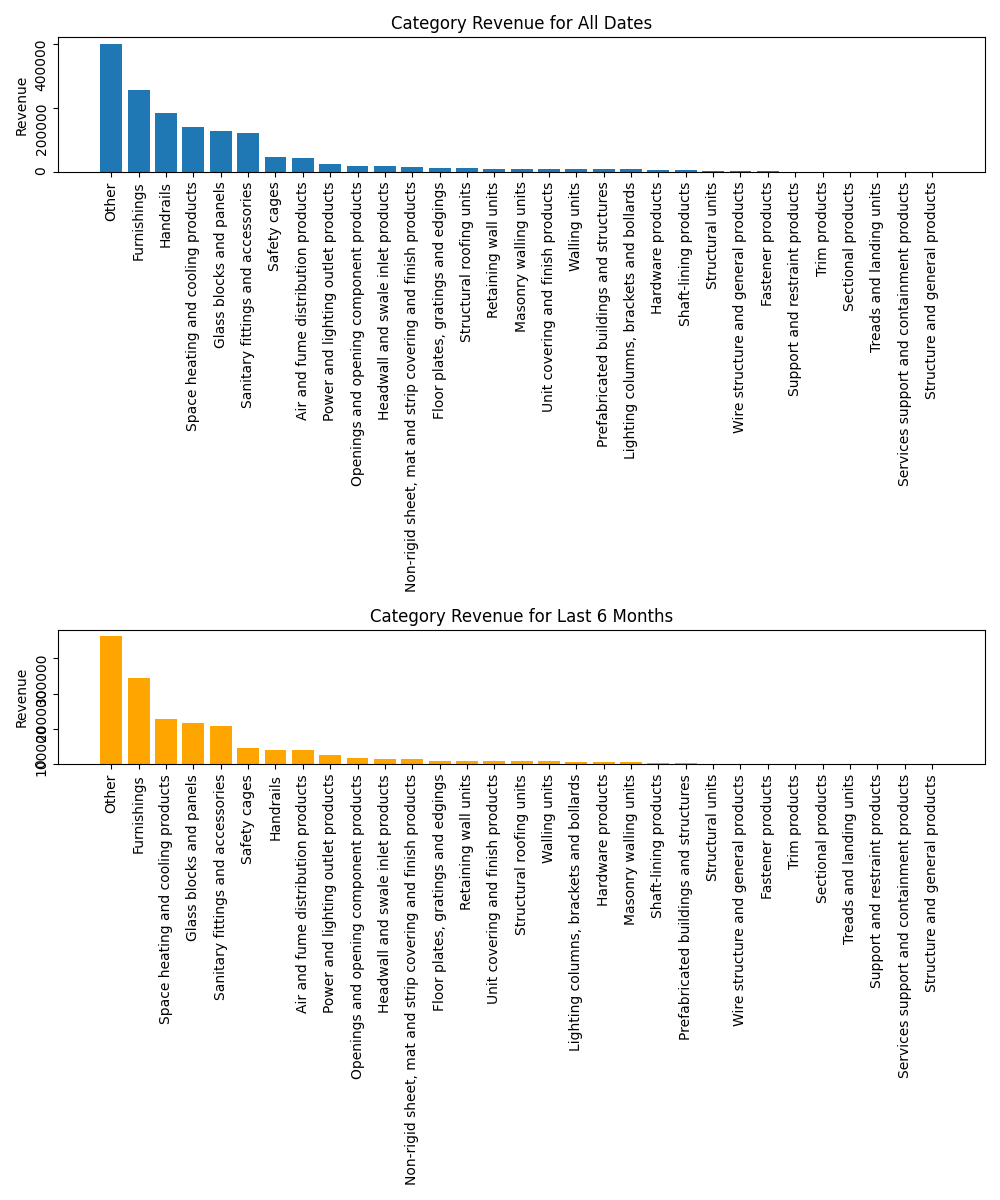 Category Revenue for All Dates
Revenue
400000
200000
0
Other
Furnishings
Handrails
Space heating and cooling products
Glass blocks and panels
Sanitary fittings and accessories
Safety cages
Air and fume distribution products
Power and lighting outlet products
Openings and opening component products
Headwall and swale inlet products
Non-rigid sheet, mat and strip covering and finish products
Floor plates, gratings and edgings
Structural roofing units
Retaining wall units
Masonry walling units
Unit covering and finish products
Walling units
Prefabricated buildings and structures
Lighting columns, brackets and bollards
Hardware products
Shaft-lining products
Structural units
Wire structure and general products
Fastener products
Support and restraint products
Trim products
Sectional products
Treads and landing units
Services support and containment products
Structure and general products
Category Revenue for Last 6 Months
Revenue
300000
200000
100000
0
Other
Furnishings
Space heating and cooling products
Glass blocks and panels
Sanitary fittings and accessories
Safety cages
Handrails
Air and fume distribution products
Power and lighting outlet products
Openings and opening component products
Headwall and swale inlet products
Non-rigid sheet, mat and strip covering and finish products
Floor plates, gratings and edgings
Retaining wall units
Unit covering and finish products
Structural roofing units
Walling units
Lighting columns, brackets and bollards
Hardware products
Masonry walling units
Shaft-lining products
Prefabricated buildings and structures
Structural units
Wire structure and general products
Fastener products
Trim products
Sectional products
Treads and landing units
Support and restraint products
Services support and containment products
Structure and general products